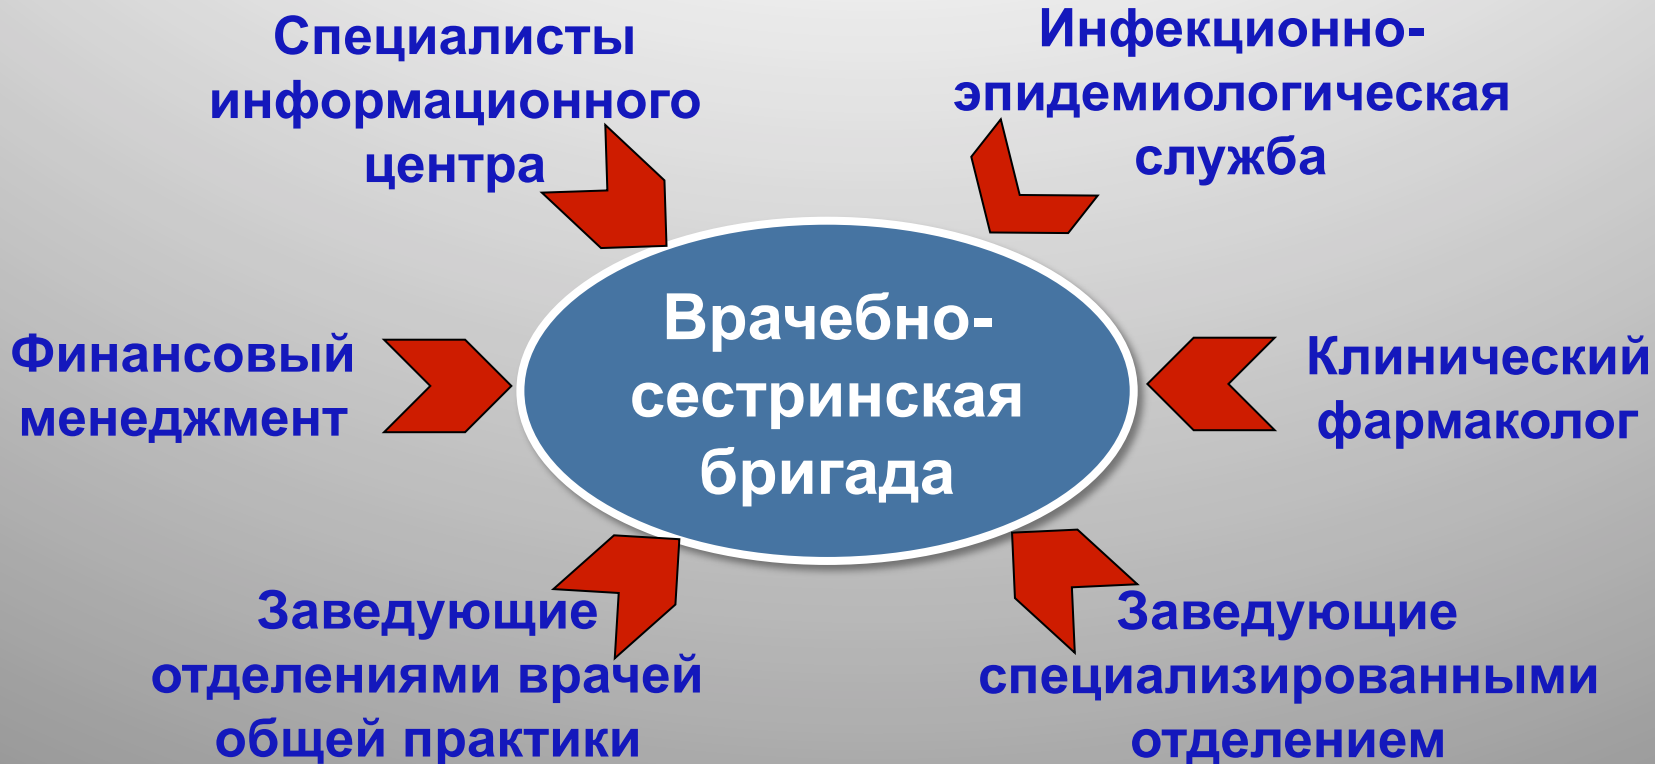 Специалисты
информационного
центра
Инфекционно-
эпидемиологическая
служба
Финансовый
менеджмент
Врачебно-
сестринская
бригада
Клинический
фармаколог
Заведующие
отделениями врачей
общей практики
Заведующие
специализированными
отделением